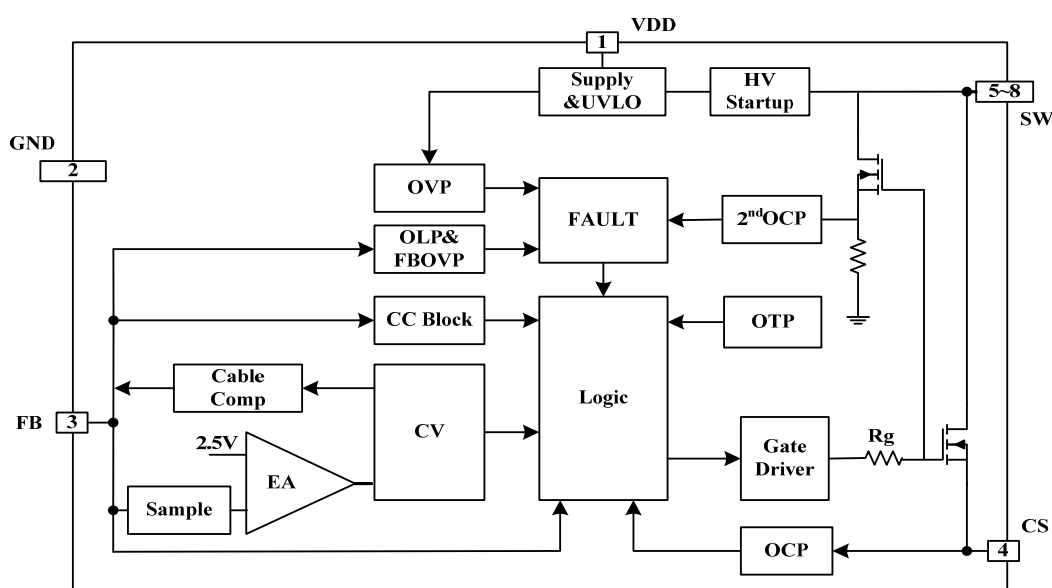 VDD
1
Supply
&UVLO
HV
Startup
5~8
SW
GND
2
OVP
FAULT
2ndOCP
OLP&
FBOVP
CC Block
OTP
Cable
Comp
Logic
FB
3
CV
2.5V
EA
Gate
Driver
Rg
Sample
OCP
CS
4